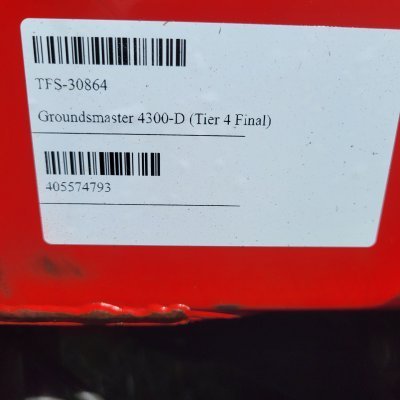 TFS-30864
Groundsmaster 4300-D (Tier 4 Final)
405574793